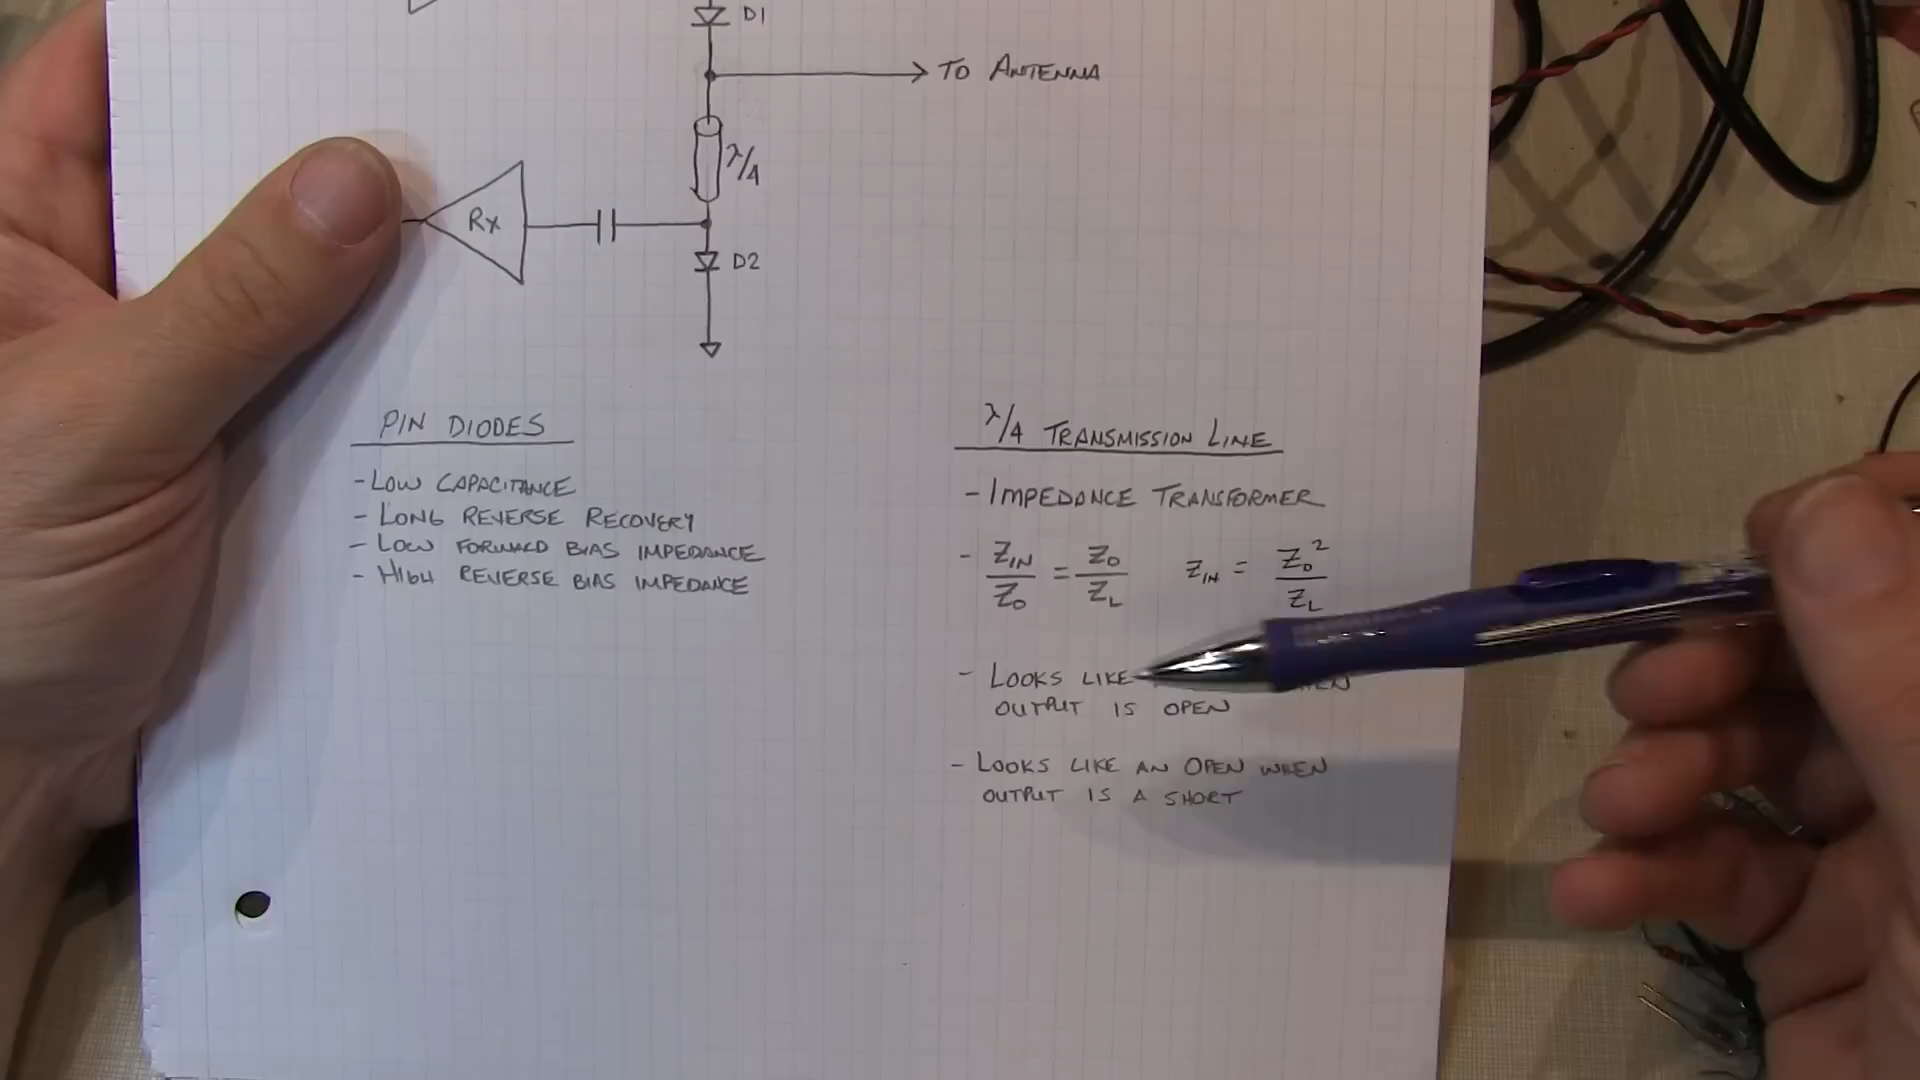 D1
TO ANTENNA
λ/4
Rx
D2
PIN DIODES
- LOW CAPACITANCE
- LONG REVERSE RECOVERY
- LOW FORWARD BIAS IMPEDANCE
- HIGH REVERSE BIAS IMPEDANCE
λ/4 TRANSMISSION LINE
- IMPEDANCE TRANSFORMER
- Z_IN/Z_0 = Z_0/Z_L Z_IN = Z_0²/Z_L
- LOOKS LIKE
OUTPUT IS OPEN
- LOOKS LIKE AN OPEN WHEN
OUTPUT IS A SHORT